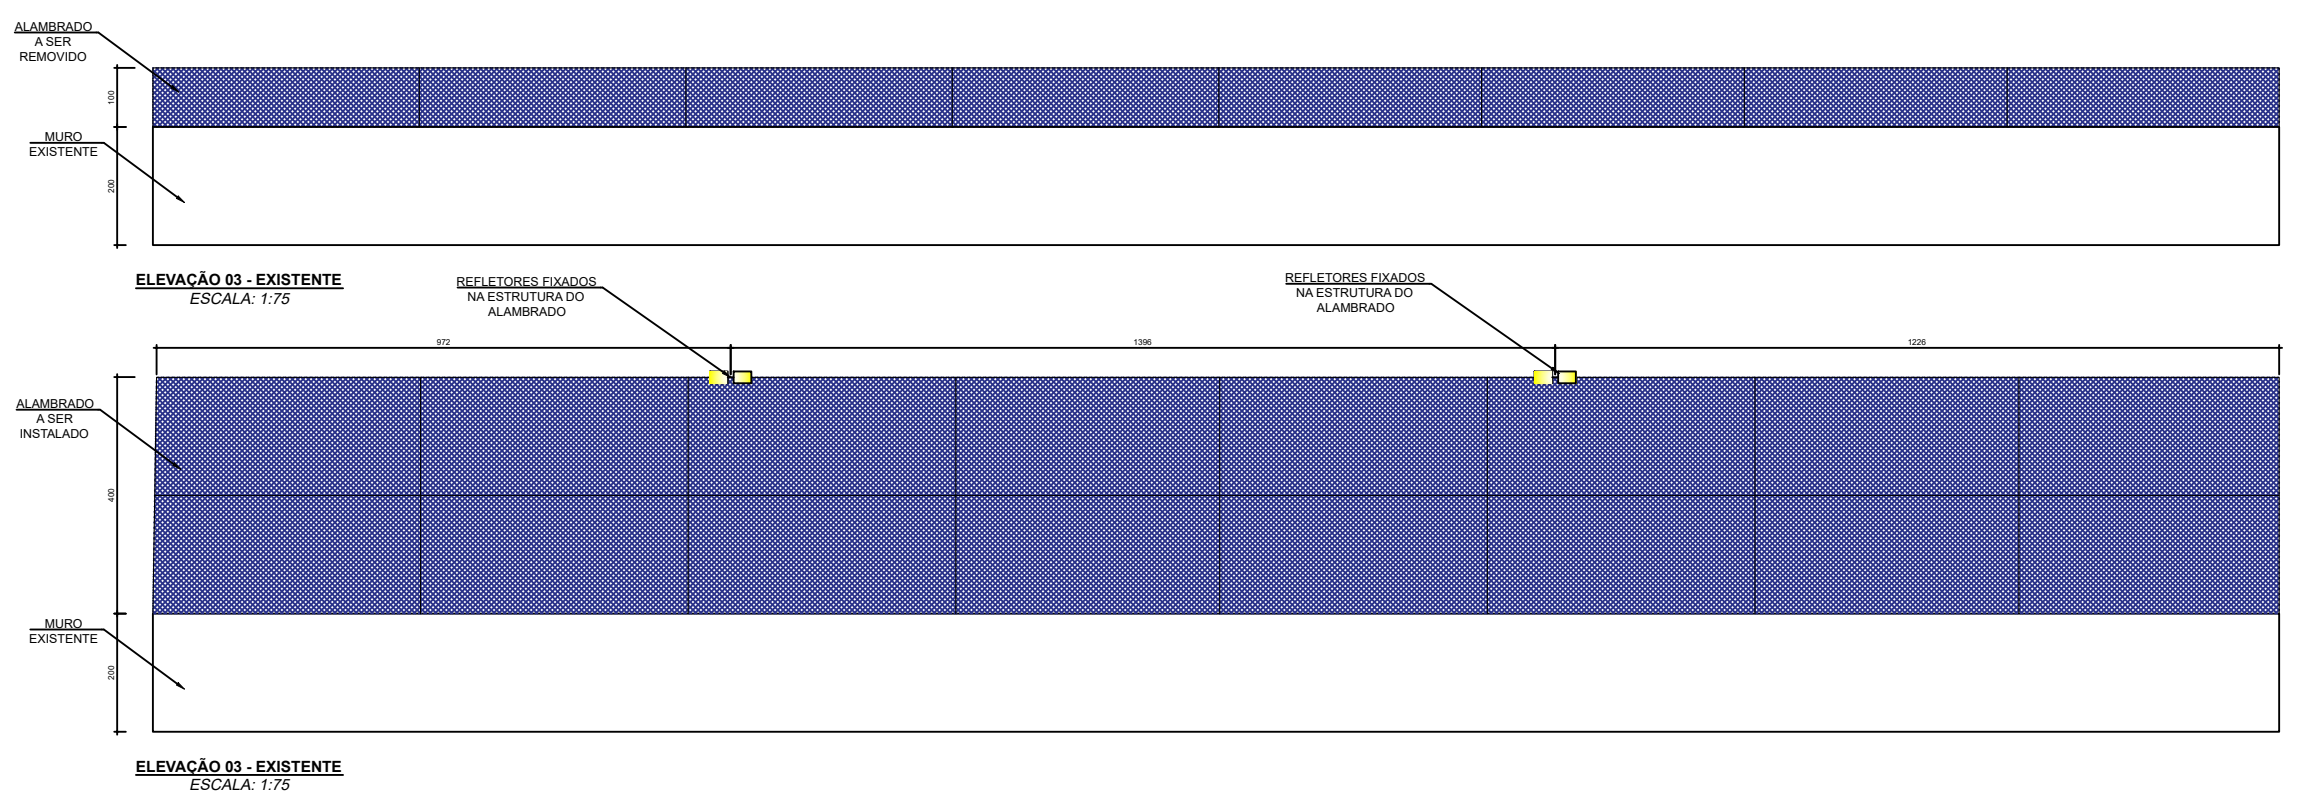 ALAMBRADO
A SER
REMOVIDO
100
MURO
EXISTENTE
200
ELEVAÇÃO 03 - EXISTENTE
ESCALA: 1:75
REFLETORES FIXADOS
NA ESTRUTURA DO
ALAMBRADO
REFLETORES FIXADOS
NA ESTRUTURA DO
ALAMBRADO
972
1396
1226
ALAMBRADO
A SER
INSTALADO
400
MURO
EXISTENTE
200
ELEVAÇÃO 03 - EXISTENTE
ESCALA: 1:75